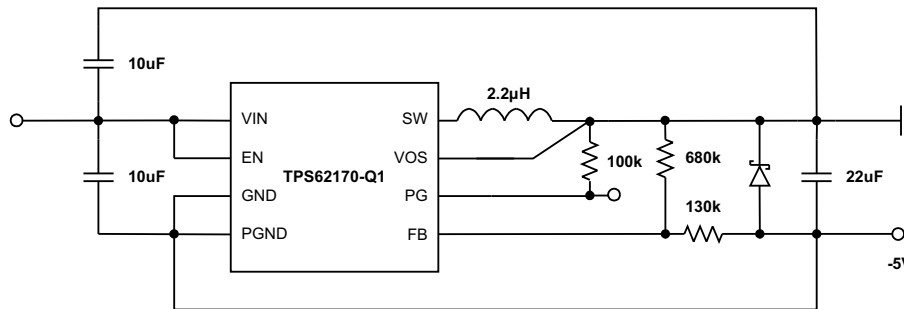 10uF
2.2µH
VIN
SW
EN
VOS
10uF
TPS62170-Q1
100k
680k
22uF
GND
PG
130k
PGND
FB
-5V